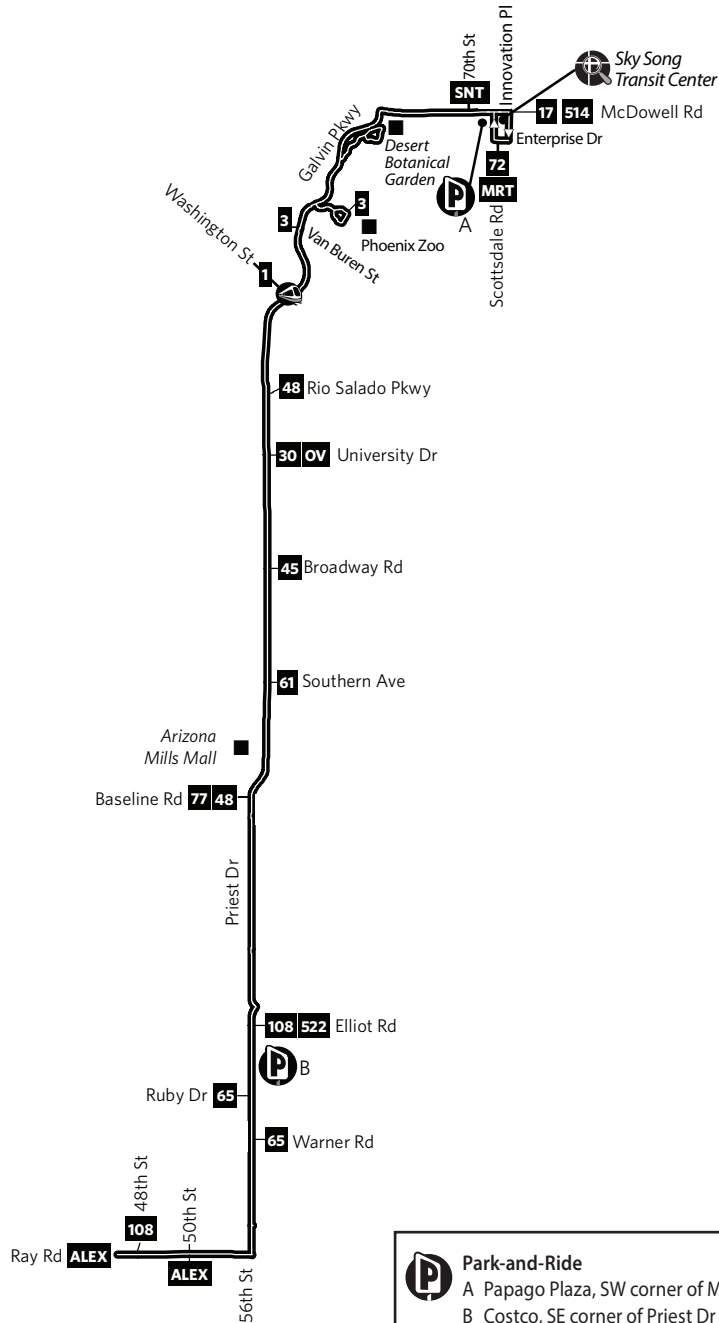 70th St
Innovation Pl
Sky Song
Transit Center
SNT
17 514 McDowell Rd
Galvin Pkwy
Desert
Botanical
Garden
Enterprise Dr
72
MRT
P
A
Scottsdale Rd
Washington St
3
3
Phoenix Zoo
Van Buren St
1
48 Rio Salado Pkwy
30 OV University Dr
45 Broadway Rd
61 Southern Ave
Arizona
Mills Mall
Baseline Rd 77 48
Priest Dr
108 522 Elliot Rd
P B
Ruby Dr 65
65 Warner Rd
48th St
50th St
108
Ray Rd ALEX
ALEX
56th St
P
Park-and-Ride
A Papago Plaza, SW corner of M
B Costco, SE corner of Priest Dr